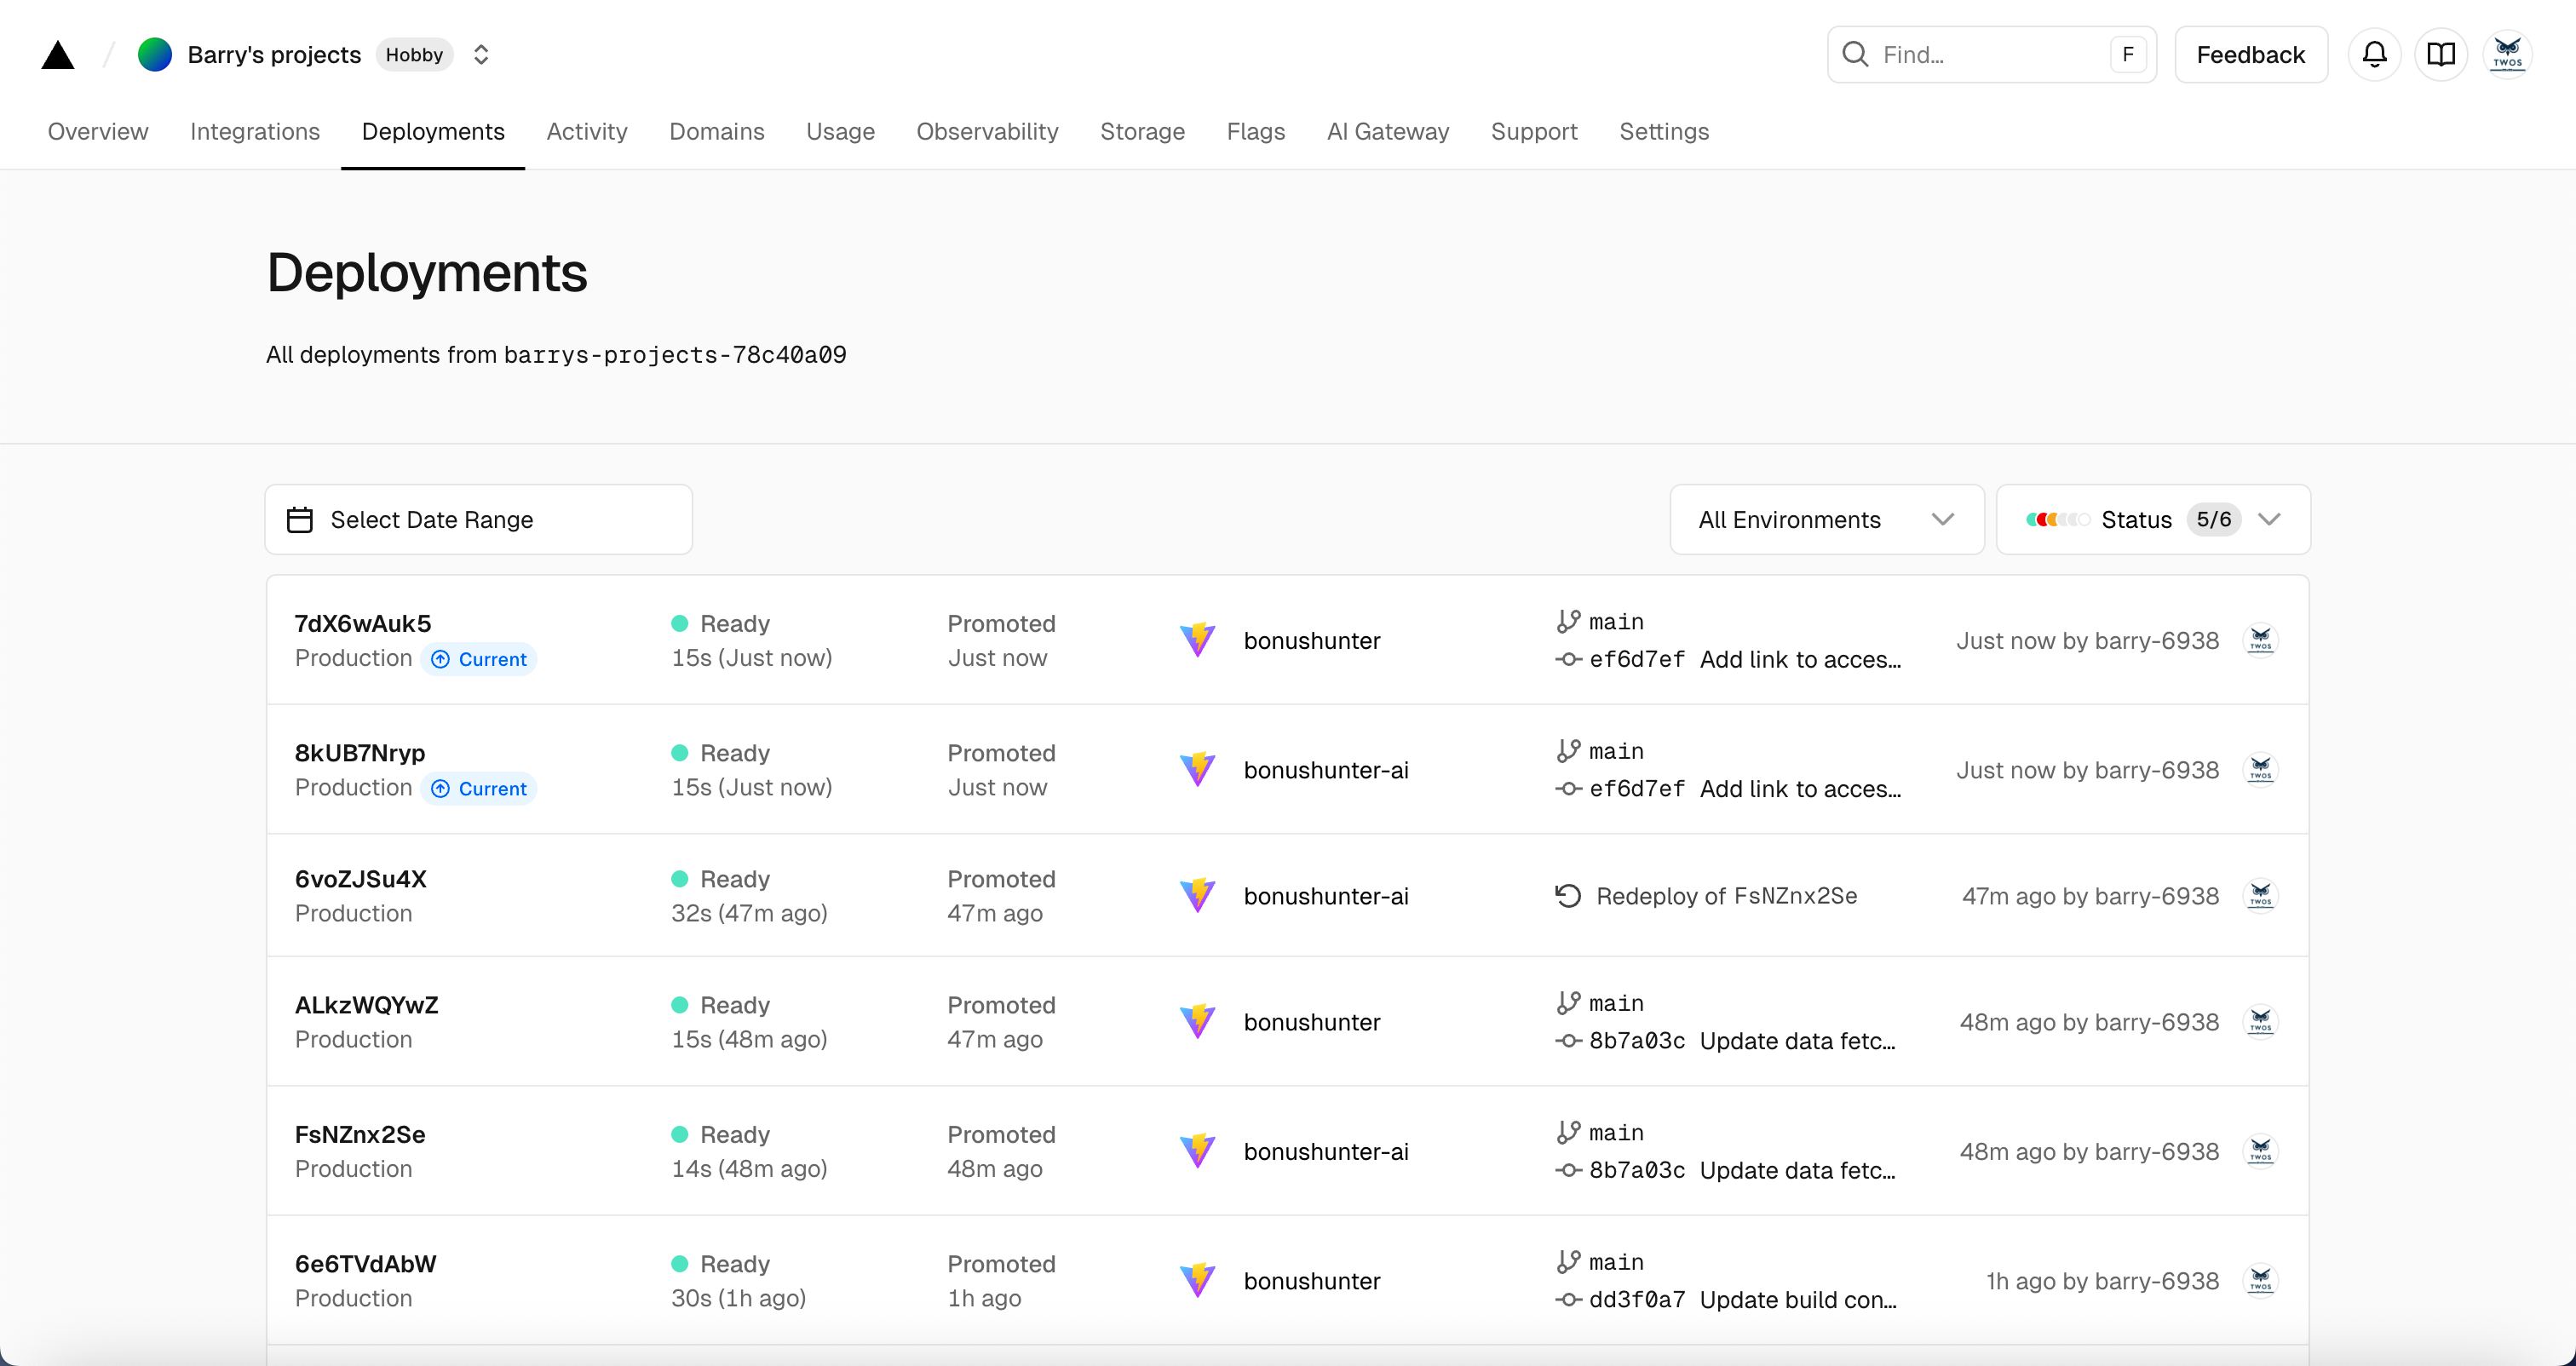 Barry's projects Hobby
Find... F Feedback
TWOS
Overview Integrations Deployments Activity Domains Usage Observability Storage Flags AI Gateway Support Settings
Deployments
All deployments from barrys-projects-78c40a09
Select Date Range All Environments Status 5/6
7dX6wAuk5 Ready Promoted bonushunter main Just now by barry-6938 TWOS
Production Current 15s (Just now) Just now ef6d7ef Add link to acces...
8kUB7Nryp Ready Promoted bonushunter-ai main Just now by barry-6938 TWOS
Production Current 15s (Just now) Just now ef6d7ef Add link to acces...
6voZJSu4X Ready Promoted bonushunter-ai Redeploy of FsNZnx2Se 47m ago by barry-6938 TWOS
Production 32s (47m ago) 47m ago
ALkzWQYwZ Ready Promoted bonushunter main 48m ago by barry-6938 TWOS
Production 15s (48m ago) 47m ago 8b7a03c Update data fetc...
FsNZnx2Se Ready Promoted bonushunter-ai main 48m ago by barry-6938 TWOS
Production 14s (48m ago) 48m ago 8b7a03c Update data fetc...
6e6TVdAbW Ready Promoted bonushunter main 1h ago by barry-6938 TWOS
Production 30s (1h ago) 1h ago dd3f0a7 Update build con...